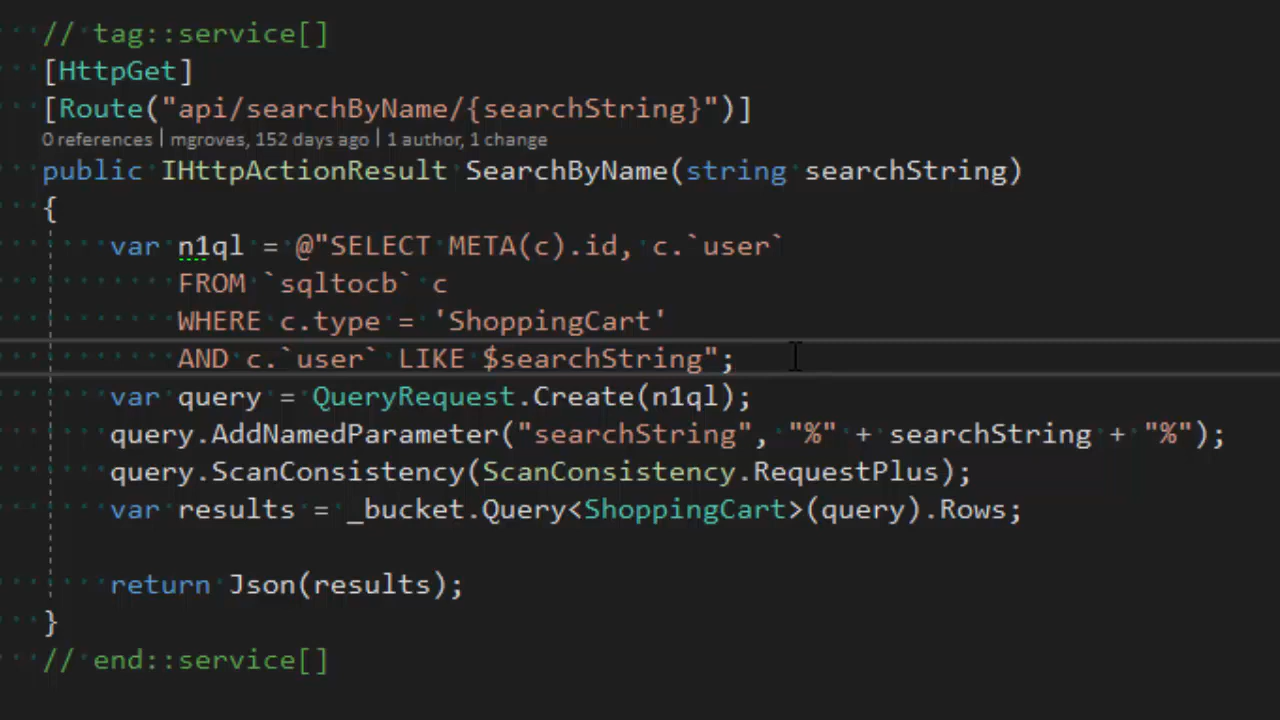 // tag::service[]
[HttpGet]
[Route("api/searchByName/{searchString}")]
0 references | mgroves, 152 days ago | 1 author, 1 change
public IHttpActionResult SearchByName(string searchString)
{
var n1ql = @"SELECT META(c).id, c.`user`
FROM `sqltocb` c
WHERE c.type = 'ShoppingCart'
AND c.`user` LIKE $searchString";
var query = QueryRequest.Create(n1ql);
query.AddNamedParameter("searchString", "%" + searchString + "%");
query.ScanConsistency(ScanConsistency.RequestPlus);
var results = _bucket.Query<ShoppingCart>(query).Rows;
return Json(results);
}
// end::service[]